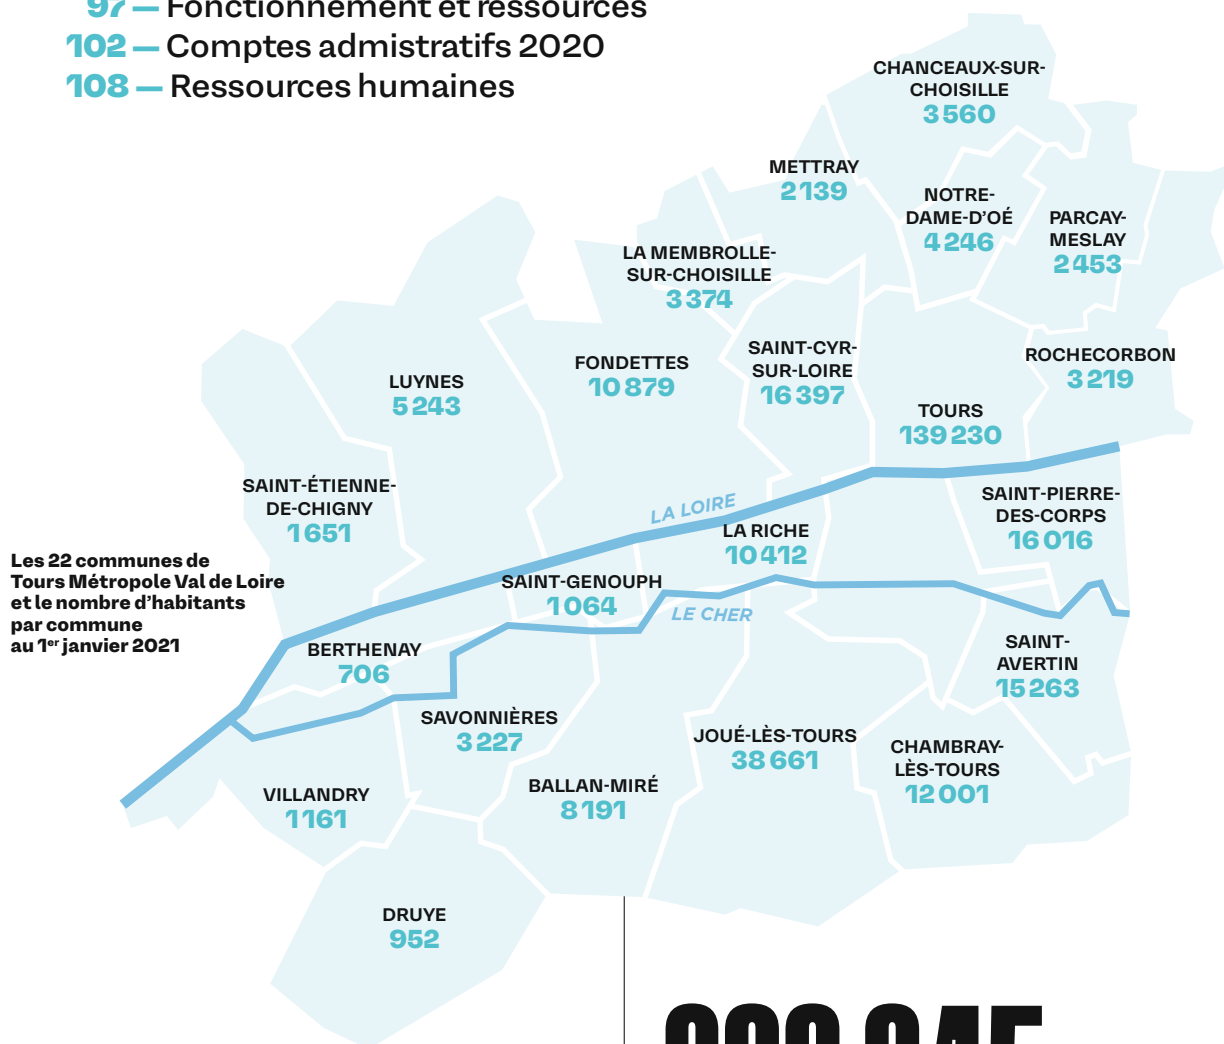 97 — Fonctionnement et ressources
102 — Comptes admistratifs 2020
108 — Ressources humaines
CHANCEAUX-SUR-
CHOISILLE
3 560
METTRAY
2 139
NOTRE-
DAME-D'OÉ
4 246
PARCAY-
MESLAY
2 453
LA MEMBROLLE-
SUR-CHOISILLE
3 374
SAINT-CYR-
SUR-LOIRE
16 397
ROCHECORBON
3 219
FONDETTES
10 879
LUYNES
5 243
TOURS
139 230
SAINT-ÉTIENNE-
DE-CHIGNY
1 651
SAINT-PIERRE-
DES-CORPS
16 016
LA LOIRE
LA RICHE
10 412
Les 22 communes de
Tours Métropole Val de Loire
et le nombre d'habitants
par commune
au 1er janvier 2021
SAINT-GENOUPH
1 064
LE CHER
BERTHENAY
706
SAINT-
AVERTIN
15 263
SAVONNIÈRES
3 227
JOUÉ-LÈS-TOURS
38 661
CHAMBRAY-
LÈS-TOURS
12 001
BALLAN-MIRÉ
8 191
VILLANDRY
1 161
DRUYE
952